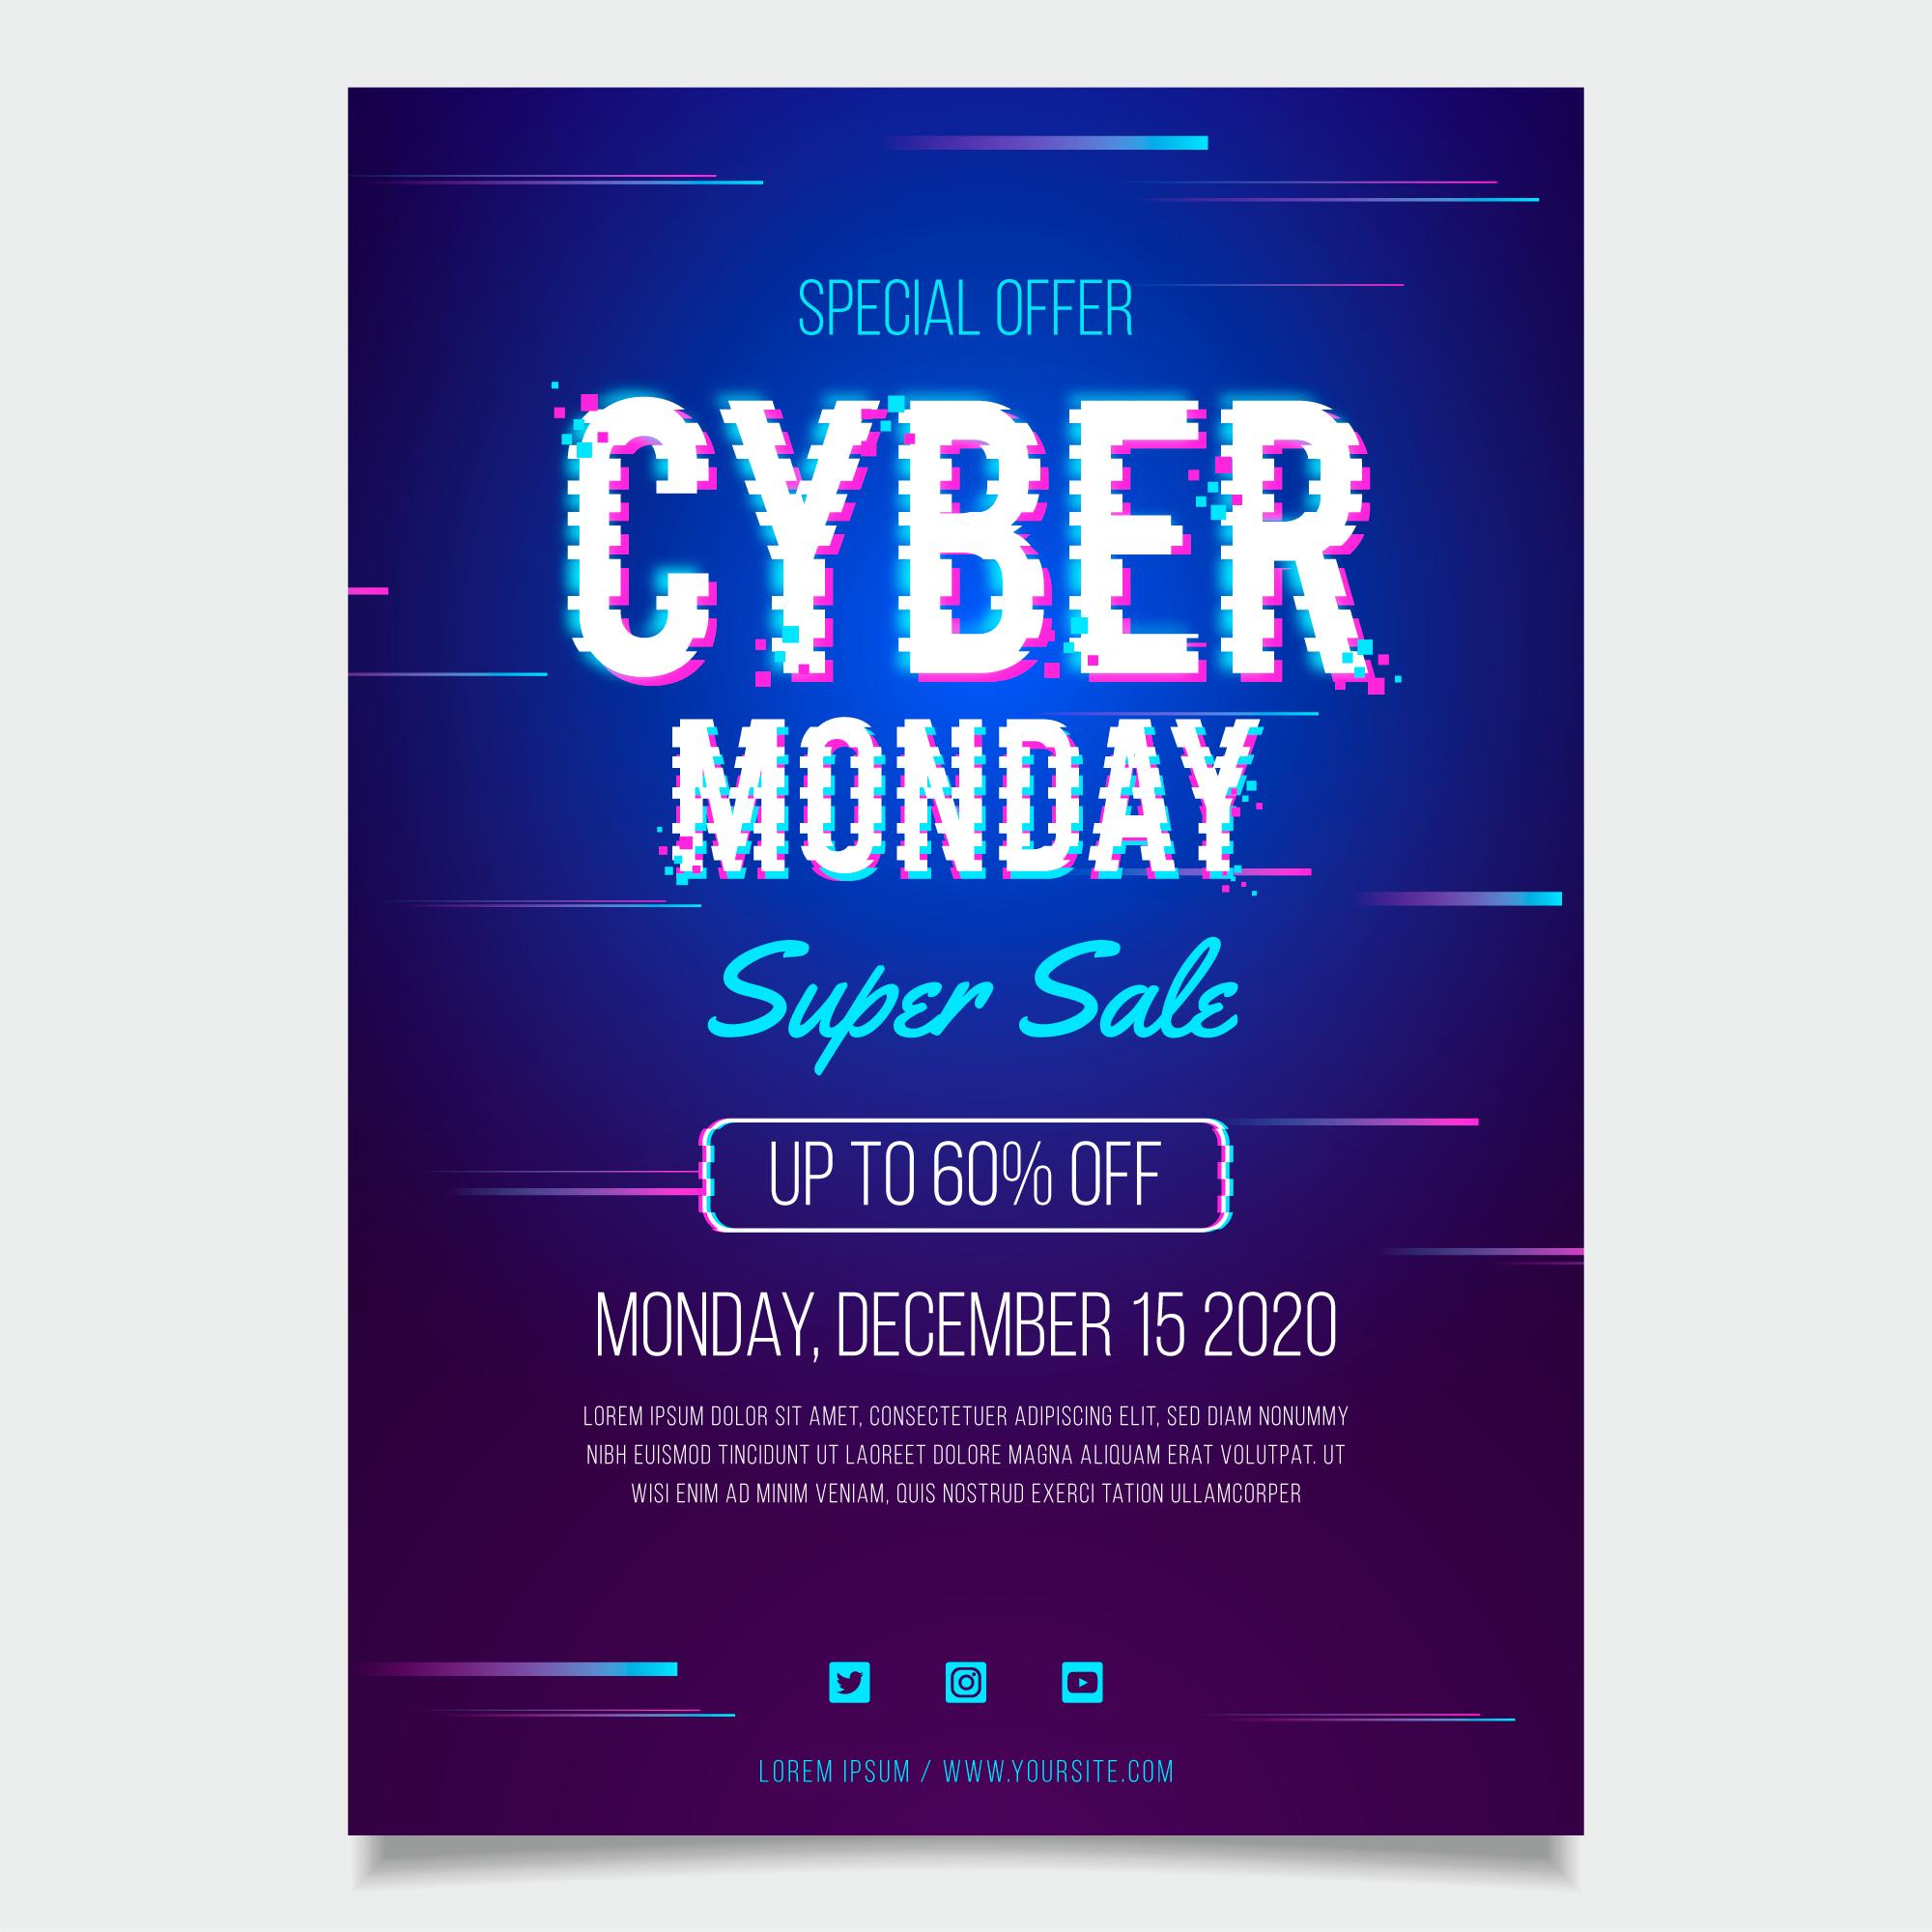 SPECIAL OFFER
CYBER
MONDAY
Super Sale
UP TO 60% OFF
MONDAY, DECEMBER 15 2020
LOREM IPSUM DOLOR SIT AMET, CONSECTETUER ADIPISCING ELIT, SED DIAM NONUMMY
NIBH EUISMOD TINCIDUNT UT LAOREET DOLORE MAGNA ALIQUAM ERAT VOLUTPAT. UT
WISI ENIM AD MINIM VENIAM, QUIS NOSTRUD EXERCI TATION ULLAMCORPER
LOREM IPSUM / WWW.YOURSITE.COM